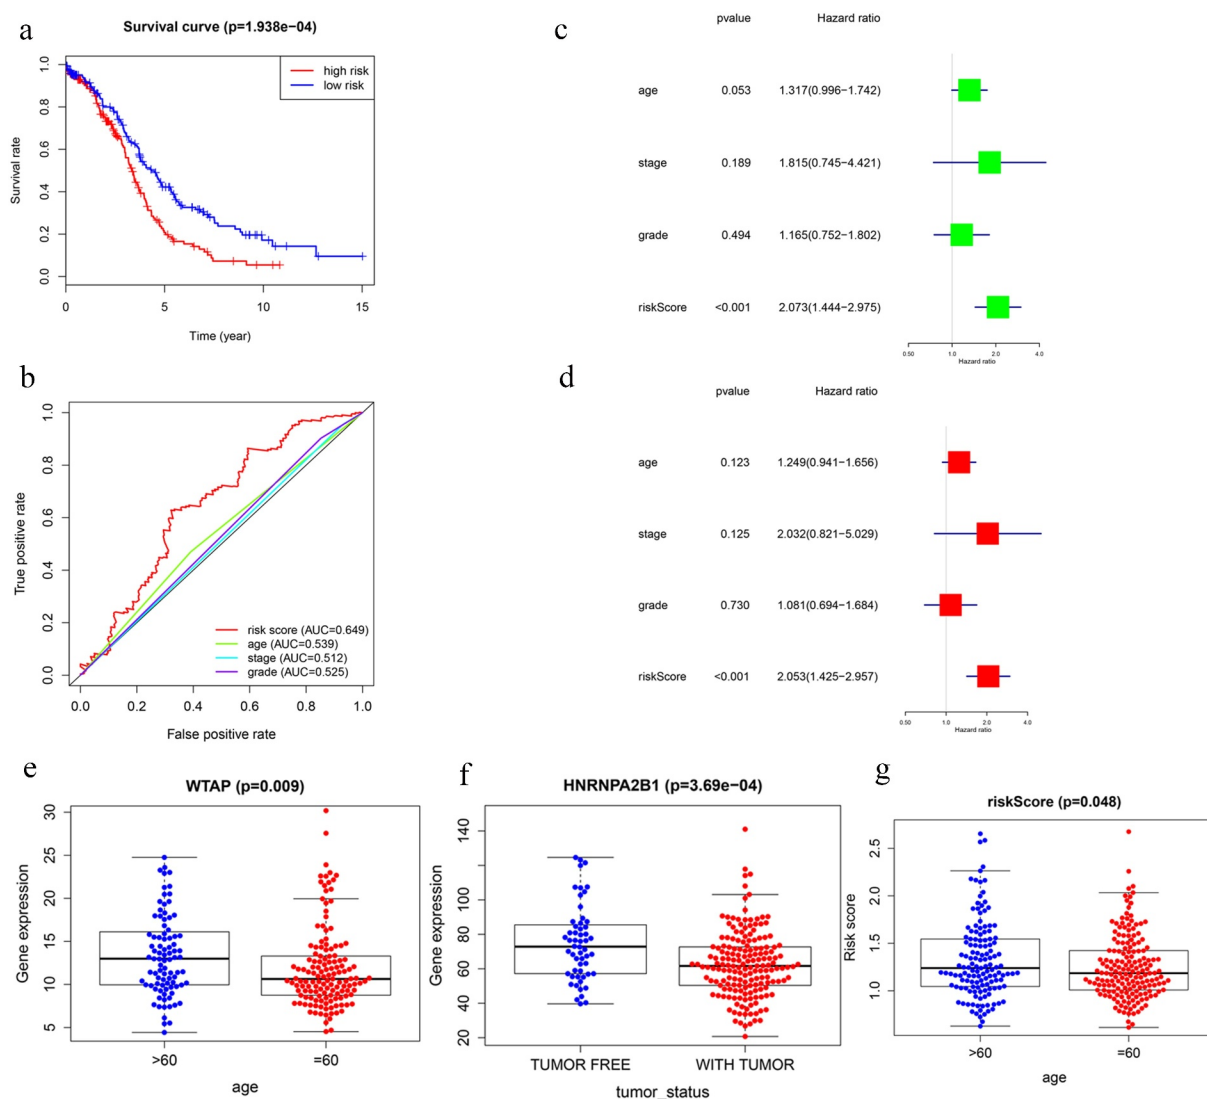 a
Survival curve (p=1.938e−04)
high risk
low risk
Survival rate
1.0
0.8
0.6
0.4
0.2
0.0
0
5
10
15
Time (year)
b
1.0
0.8
0.6
0.4
0.2
0.0
True positive rate
risk score (AUC=0.649)
age (AUC=0.539)
stage (AUC=0.512)
grade (AUC=0.525)
0.0 0.2 0.4 0.6 0.8 1.0
False positive rate
c
pvalue Hazard ratio
age 0.053 1.317(0.996−1.742)
stage 0.189 1.815(0.745−4.421)
grade 0.494 1.165(0.752−1.802)
riskScore <0.001 2.073(1.444−2.975)
0.50 1.0 2.0 4.0
Hazard ratio
d
pvalue Hazard ratio
age 0.123 1.249(0.941−1.656)
stage 0.125 2.032(0.821−5.029)
grade 0.730 1.081(0.694−1.684)
riskScore <0.001 2.053(1.425−2.957)
0.50 1.0 2.0 4.0
Hazard ratio
e
WTAP (p=0.009)
Gene expression
30
25
20
15
10
5
>60 =60
age
f
HNRNPA2B1 (p=3.69e−04)
Gene expression
140
120
100
80
60
40
20
TUMOR FREE WITH TUMOR
tumor_status
g
riskScore (p=0.048)
Risk score
2.5
2.0
1.5
1.0
>60 =60
age